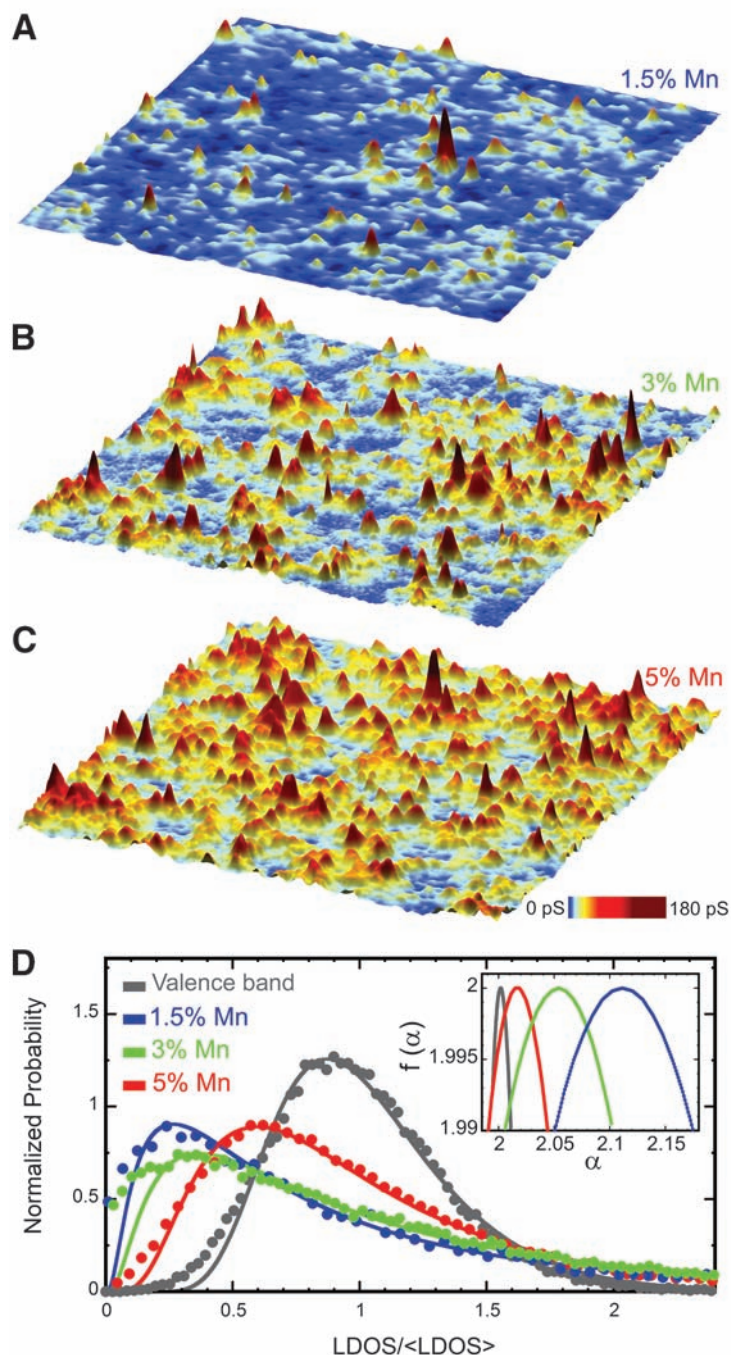 A
1.5% Mn
B
3% Mn
C
5% Mn
0 pS 180 pS
D
Valence band
1.5% Mn
3% Mn
5% Mn
Normalized Probability
1.5
1
0.5
0
0 0.5 1 1.5 2
LDOS/<LDOS>
f (α)
2
1.995
1.99
2 2.05 2.1 2.15
α